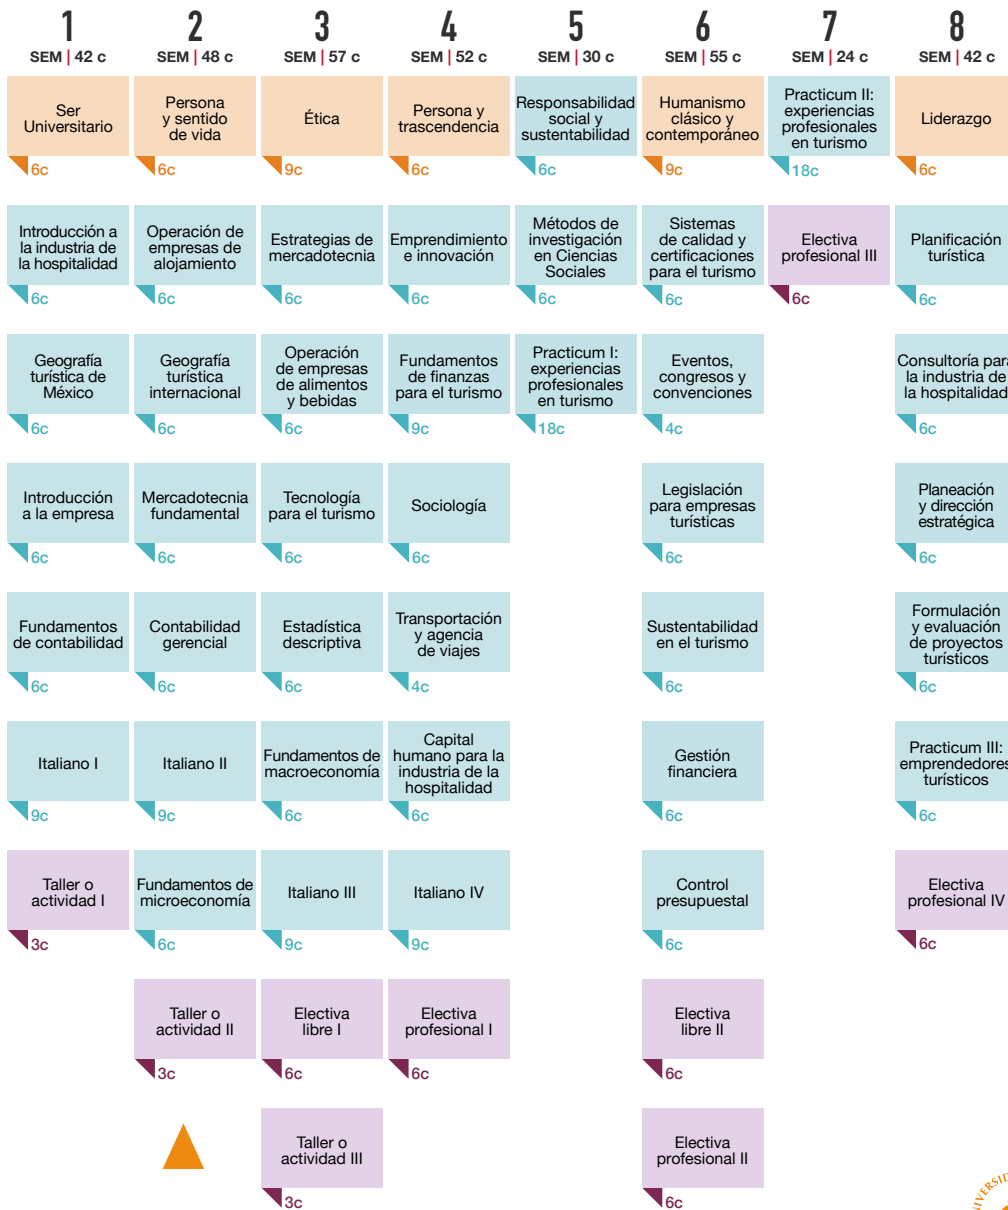 1
SEM | 42 c
Ser
Universitario
6c
Introducción a
la industria de
la hospitalidad
6c
Geografía
turística de
México
6c
Introducción
a la empresa
6c
Fundamentos
de contabilidad
6c
Italiano I
9c
Taller o
actividad I
3c
2
SEM | 48 c
Persona
y sentido
de vida
6c
Operación de
empresas de
alojamiento
6c
Geografía
turística
internacional
6c
Mercadotecnia
fundamental
6c
Contabilidad
gerencial
6c
Italiano II
9c
Fundamentos de
microeconomía
6c
Taller o
actividad II
3c
3
SEM | 57 c
Ética
9c
Estrategias de
mercadotecnia
6c
Operación
de empresas
de alimentos
y bebidas
6c
Tecnología
para el turismo
6c
Estadística
descriptiva
6c
Fundamentos de
macroeconomía
6c
Italiano III
9c
Electiva
libre I
6c
Taller o
actividad III
3c
4
SEM | 52 c
Persona y
trascendencia
6c
Emprendimiento
e innovación
6c
Fundamentos
de finanzas
para el turismo
9c
Sociología
6c
Transportación
y agencia
de viajes
4c
Capital
humano para la
industria de la
hospitalidad
6c
Italiano IV
9c
Electiva
profesional I
6c
5
SEM | 30 c
Responsabilidad
social y
sustentabilidad
6c
Métodos de
investigación
en Ciencias
Sociales
6c
Practicum I:
experiencias
profesionales
en turismo
18c
6
SEM | 55 c
Humanismo
clásico y
contemporáneo
9c
Sistemas
de calidad y
certificaciones
para el turismo
6c
Eventos,
congresos y
convenciones
4c
Legislación
para empresas
turísticas
6c
Sustentabilidad
en el turismo
6c
Gestión
financiera
6c
Control
presupuestal
6c
Electiva
libre II
6c
Electiva
profesional II
6c
7
SEM | 24 c
Practicum II:
experiencias
profesionales
en turismo
18c
Electiva
profesional III
6c
8
SEM | 42 c
Liderazgo
6c
Planificación
turística
6c
Consultoría para
la industria de
la hospitalidad
6c
Planeación
y dirección
estratégica
6c
Formulación
y evaluación
de proyectos
turísticos
6c
Practicum III:
emprendedores
turísticos
6c
Electiva
profesional IV
6c